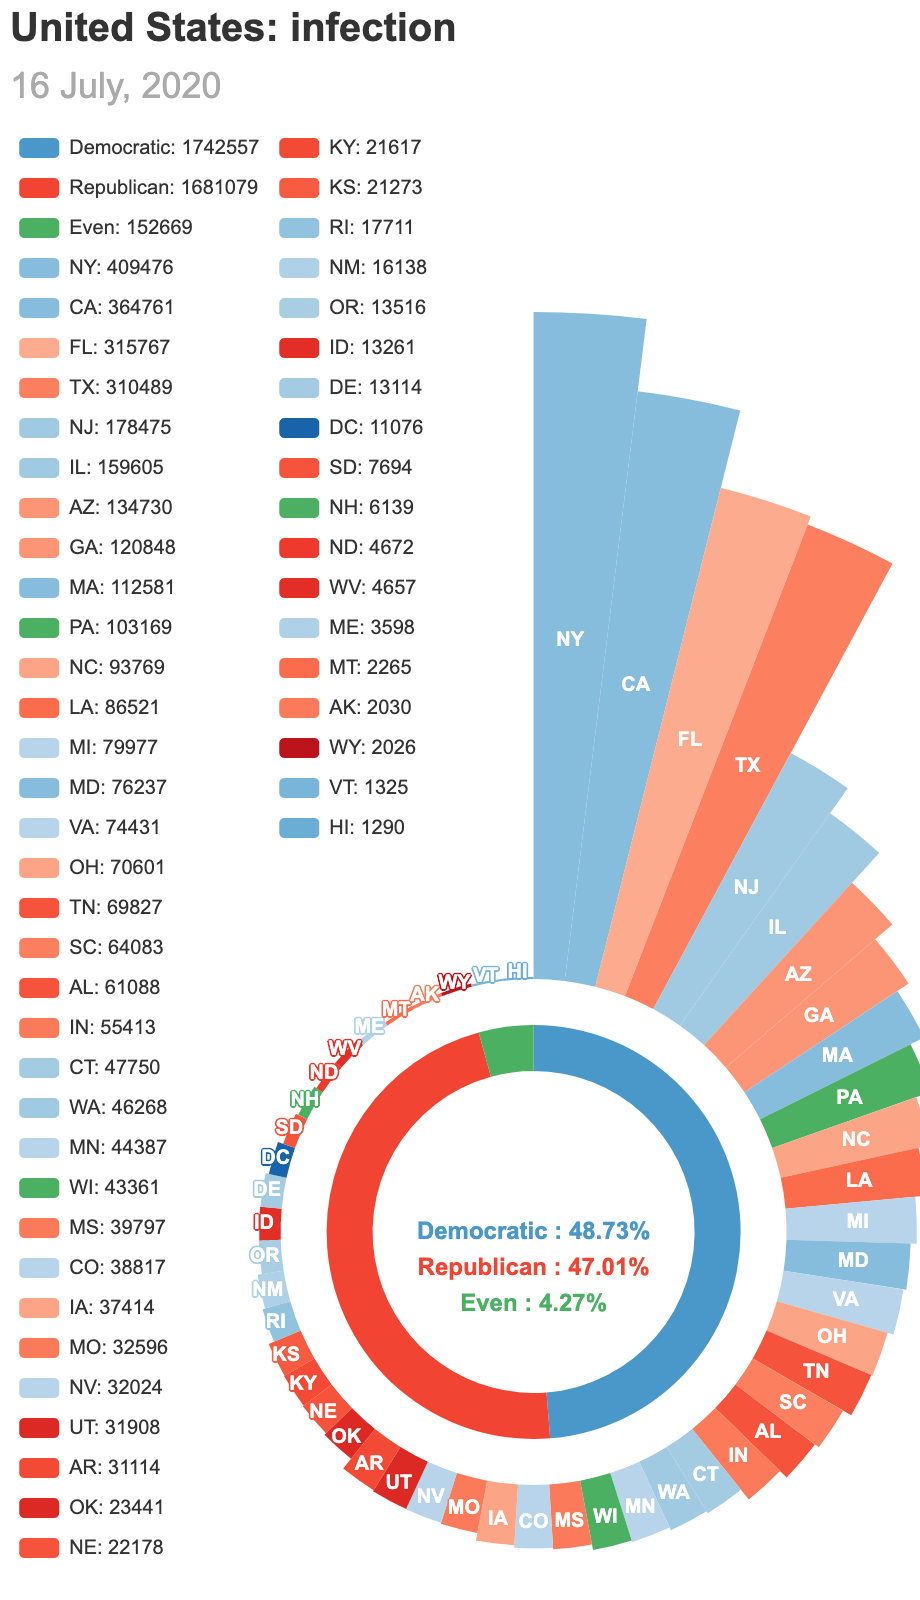 United States: infection
16 July, 2020
Democratic: 1742557
Republican: 1681079
Even: 152669
NY: 409476
CA: 364761
FL: 315767
TX: 310489
NJ: 178475
IL: 159605
AZ: 134730
GA: 120848
MA: 112581
PA: 103169
NC: 93769
LA: 86521
MI: 79977
MD: 76237
VA: 74431
OH: 70601
TN: 69827
SC: 64083
AL: 61088
IN: 55413
CT: 47750
WA: 46268
MN: 44387
WI: 43361
MS: 39797
CO: 38817
IA: 37414
MO: 32596
NV: 32024
UT: 31908
AR: 31114
OK: 23441
NE: 22178
KY: 21617
KS: 21273
RI: 17711
NM: 16138
OR: 13516
ID: 13261
DE: 13114
DC: 11076
SD: 7694
NH: 6139
ND: 4672
WV: 4657
ME: 3598
MT: 2265
AK: 2030
WY: 2026
VT: 1325
HI: 1290
NY
CA
FL
TX
NJ
IL
AZ
GA
MA
PA
NC
LA
MI
MD
VA
OH
TN
SC
AL
IN
CT
WA
MN
WI
MS
CO
IA
MO
NV
UT
AR
OK
NE
KY
KS
RI
NM
OR
ID
DE
DC
SD
NH
ND
WV
ME
MT
AK
WY
VT
HI
Democratic : 48.73%
Republican : 47.01%
Even : 4.27%